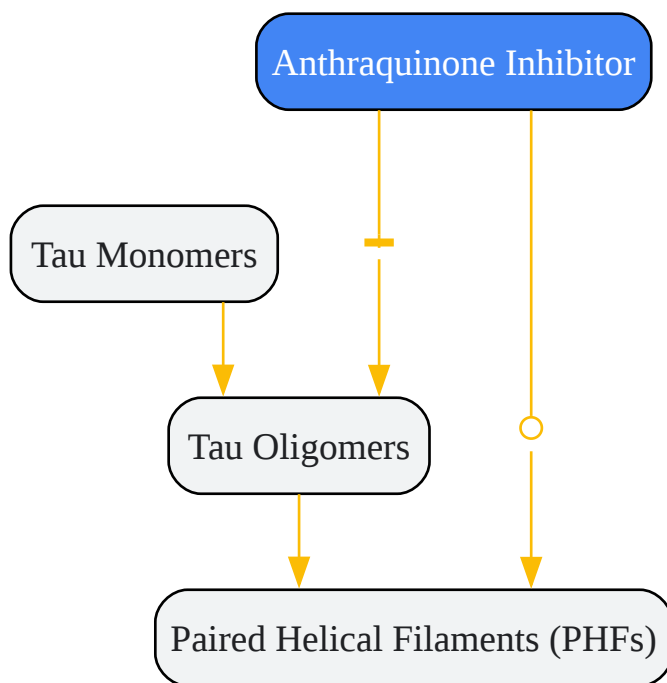 Anthraquinone Inhibitor
Tau Monomers
Tau Oligomers
Paired Helical Filaments (PHFs)